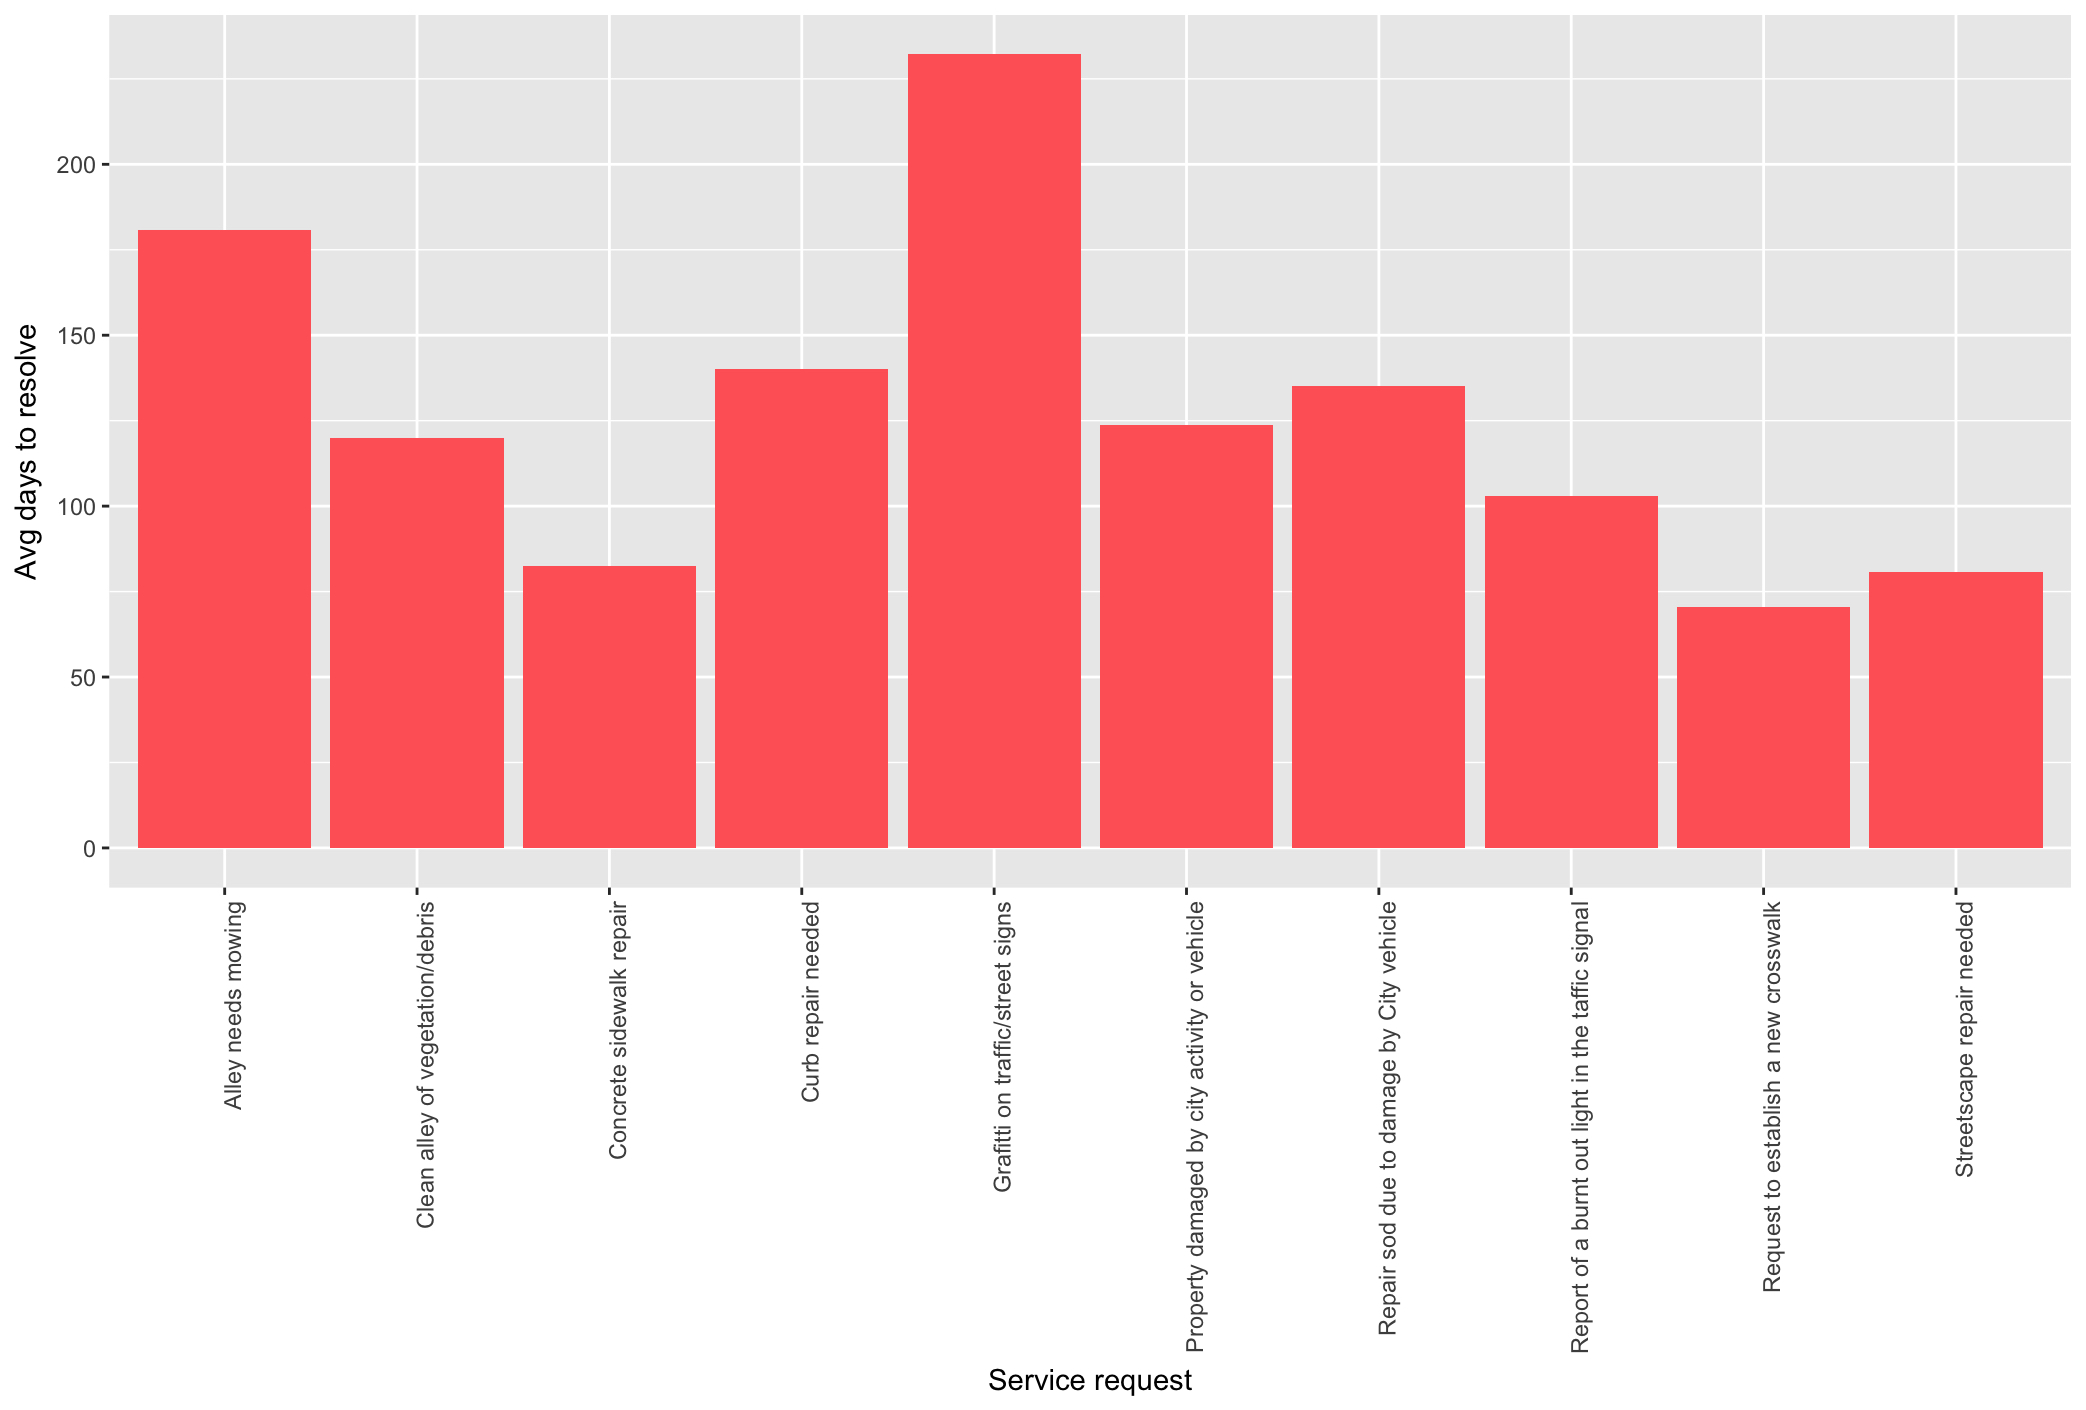 Avg days to resolve
200
150
100
50
0
Alley needs mowing
Clean alley of vegetation/debris
Concrete sidewalk repair
Curb repair needed
Grafitti on traffic/street signs
Property damaged by city activity or vehicle
Repair sod due to damage by City vehicle
Report of a burnt out light in the taffic signal
Request to establish a new crosswalk
Streetscape repair needed
Service request